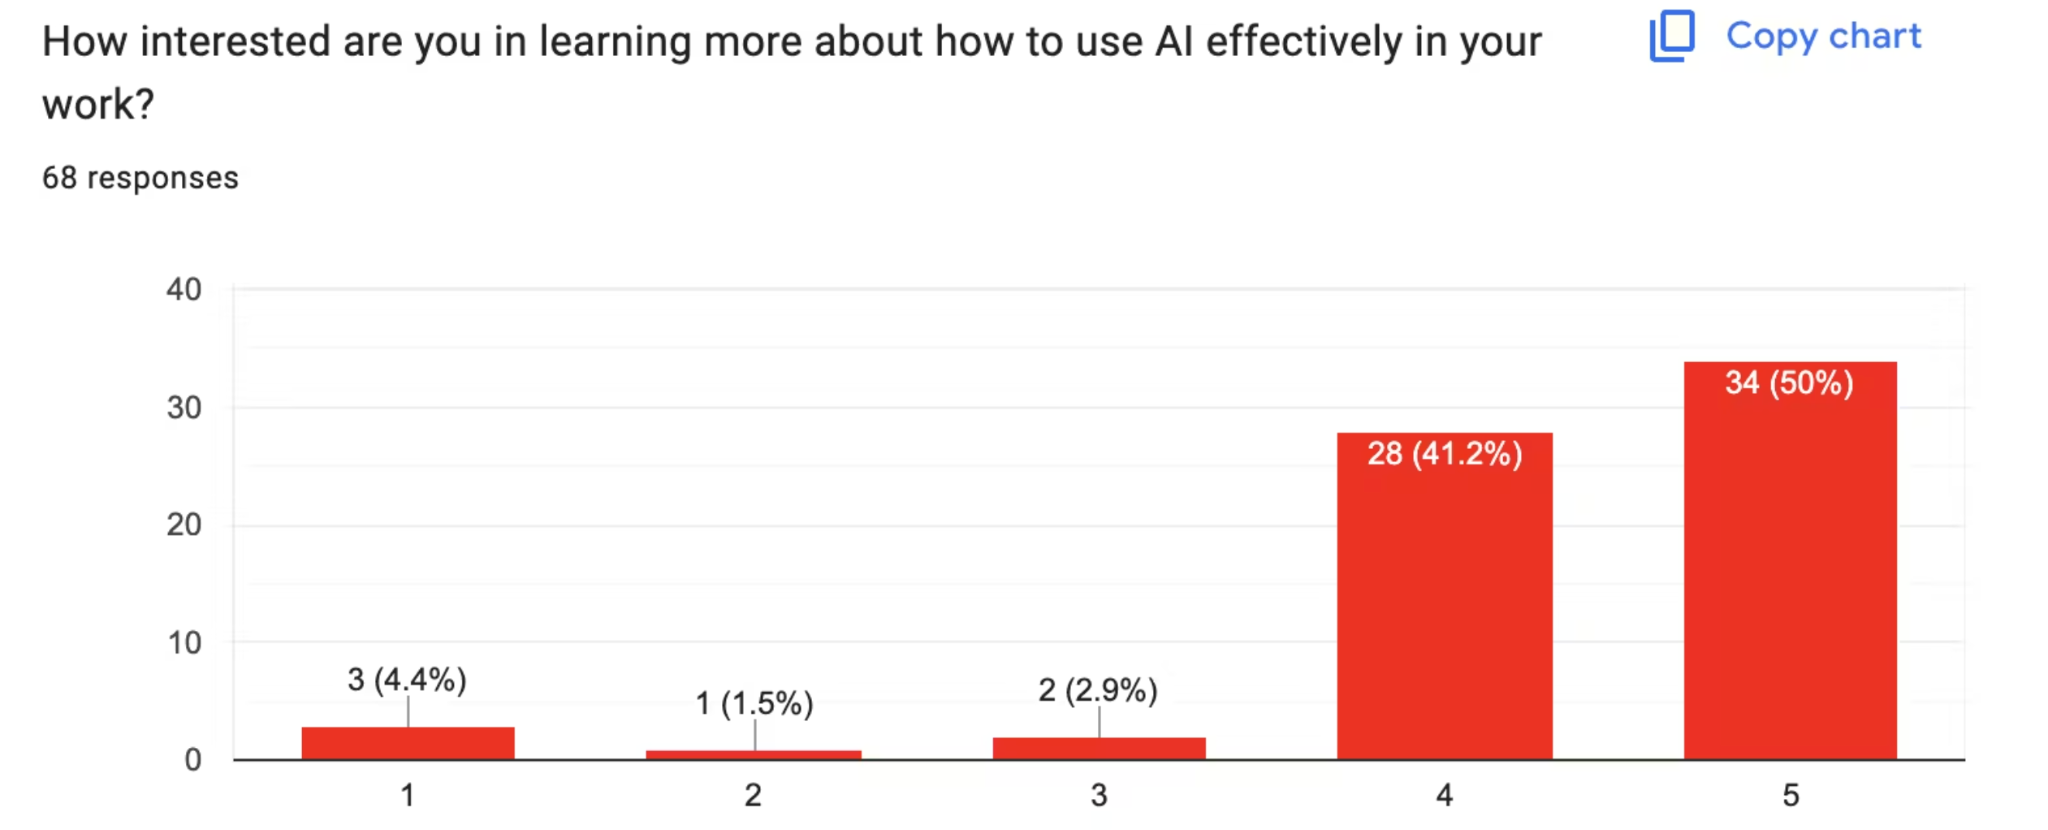 How interested are you in learning more about how to use AI effectively in your
work?
Copy chart
68 responses
40
30
20
10
0
3 (4.4%)
1 (1.5%)
2 (2.9%)
28 (41.2%)
34 (50%)
1 2 3 4 5